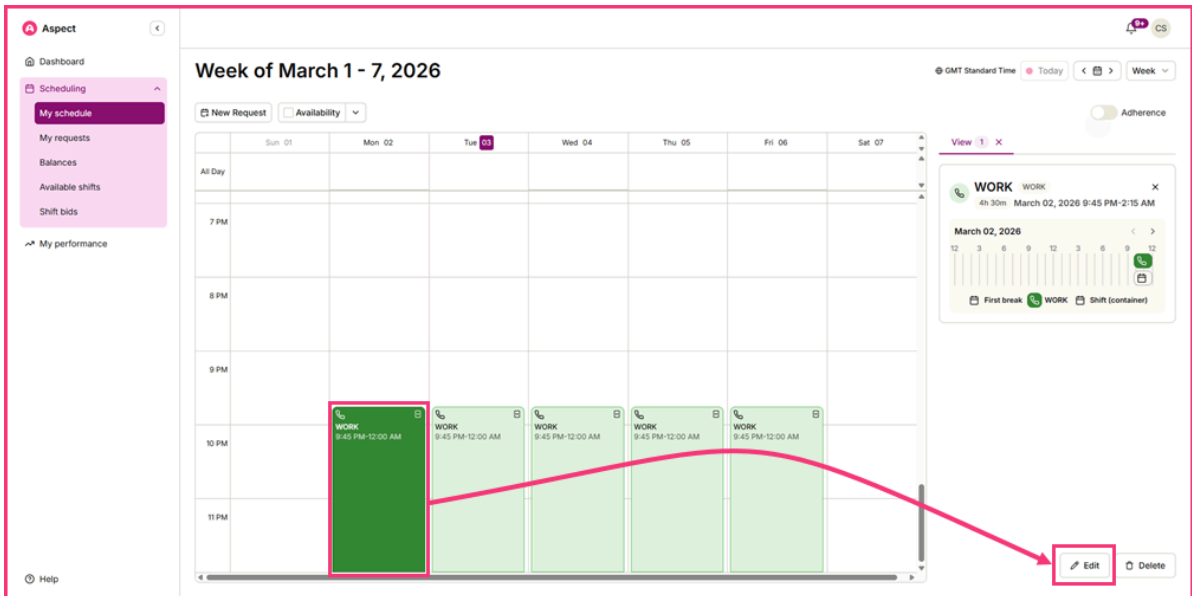 Aspect
9+
CS
Dashboard
Scheduling
My schedule
My requests
Balances
Available shifts
Shift bids
My performance
Help
Week of March 1 - 7, 2026
GMT Standard Time
Today
Week
New Request
Availability
Adherence
Sun 01 Mon 02 Tue 03 Wed 04 Thu 05 Fri 06 Sat 07
All Day
7 PM
8 PM
9 PM
10 PM
11 PM
WORK
9:45 PM-12:00 AM
WORK
9:45 PM-12:00 AM
WORK
9:45 PM-12:00 AM
WORK
9:45 PM-12:00 AM
WORK
9:45 PM-12:00 AM
View 1
WORK WORK
4h 30m March 02, 2026 9:45 PM-2:15 AM
March 02, 2026
12 3 6 9 12 3 6 9 12
First break WORK Shift (container)
Edit
Delete